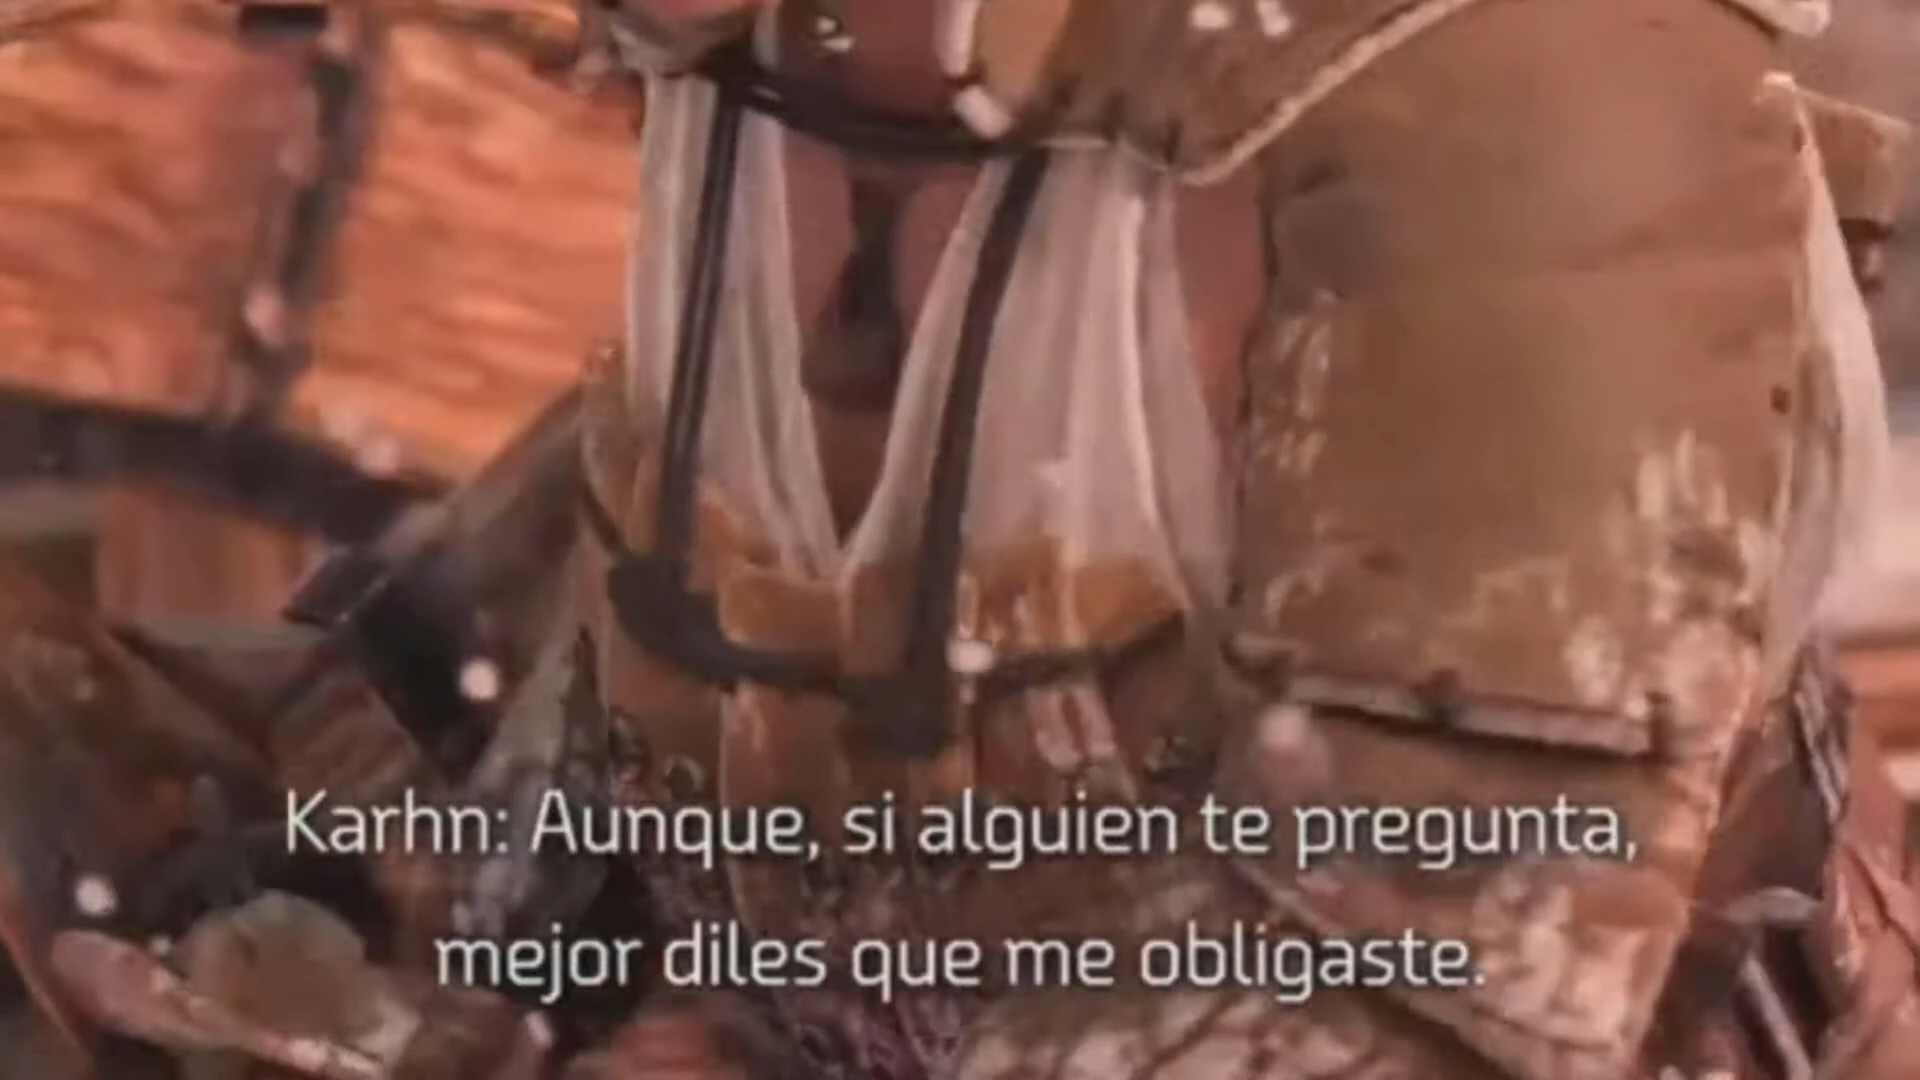 Karhn: Aunque, si alguien te pregunta,
mejor diles que me obligaste.